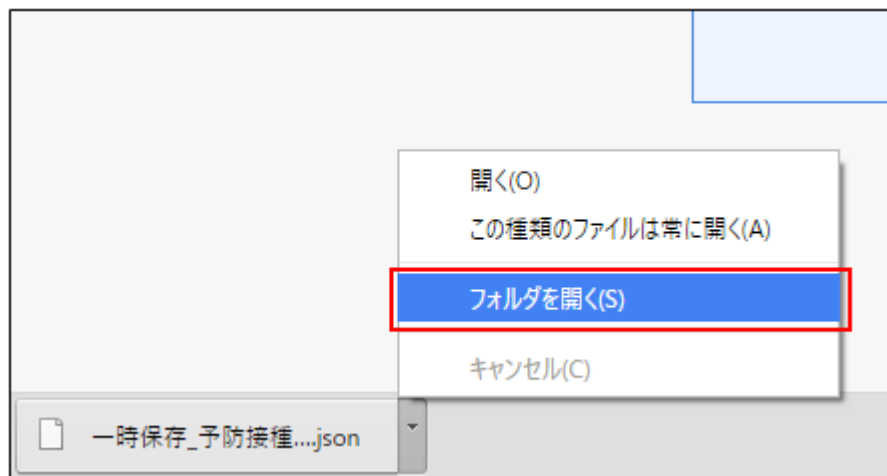 開く(O)
この種類のファイルは常に開く(A)
フォルダを開く(S)
キャンセル(C)
一時保存_予防接種....json